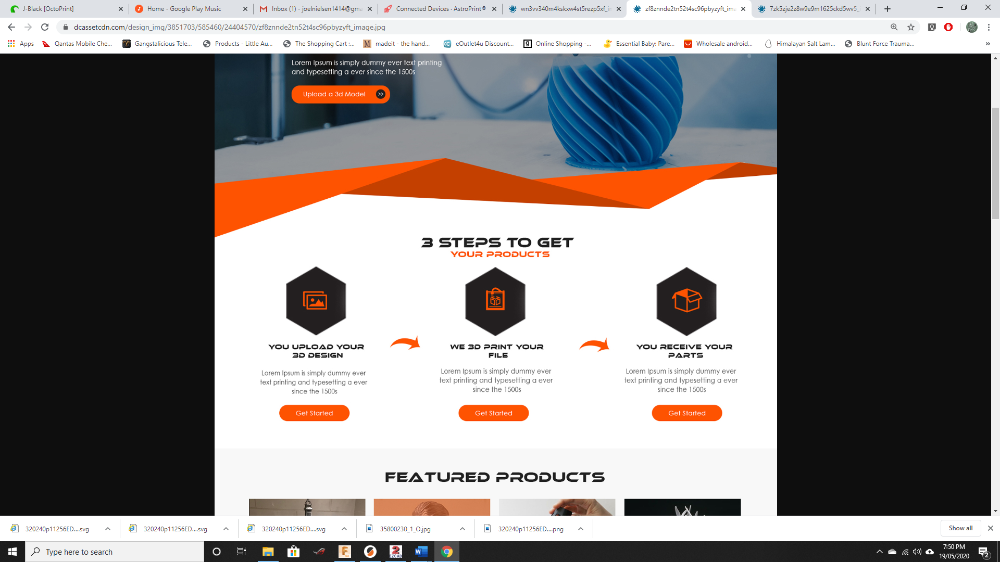 J-Black [OctoPrint]
Home - Google Play Music
Inbox (1) - joelnielsen1414@gma
Connected Devices · AstroPrint®
wn3vv340m4kskxw4st5rezp5xf_i
zf8znnde2tn52t4sc96pbyzyft_ima
7zk5zje2z8w9e9m1625ckd5wv5_
dcassetcdn.com/design_img/3851703/585460/24404570/zf8znnde2tn52t4sc96pbyzyft_image.jpg
Apps
Qantas Mobile Che...
Gangstalicious Tele...
Products - Little Au...
The Shopping Cart :...
madeit - the hand...
eOutlet4u Discount...
Online Shopping -...
Essential Baby: Pare...
Wholesale android...
Himalayan Salt Lam...
Blunt Force Trauma...
»
Lorem Ipsum is simply dummy ever text printing
and typesetting a ever since the 1500s
Upload a 3d Model >>
3 STEPS TO GET
YOUR PRODUCTS
YOU UPLOAD YOUR
3D DESIGN
Lorem Ipsum is simply dummy ever
text printing and typesetting a ever
since the 1500s
Get Started
WE 3D PRINT YOUR
FILE
Lorem Ipsum is simply dummy ever
text printing and typesetting a ever
since the 1500s
Get Started
YOU RECEIVE YOUR
PARTS
Lorem Ipsum is simply dummy ever
text printing and typesetting a ever
since the 1500s
Get Started
FEATURED PRODUCTS
320240p11256ED....svg
320240p11256ED....svg
320240p11256ED....svg
35800230_1_O.jpg
320240p11256ED....png
Show all
Type here to search
F
2
EZCAD
W
7:50 PM
19/05/2020
2